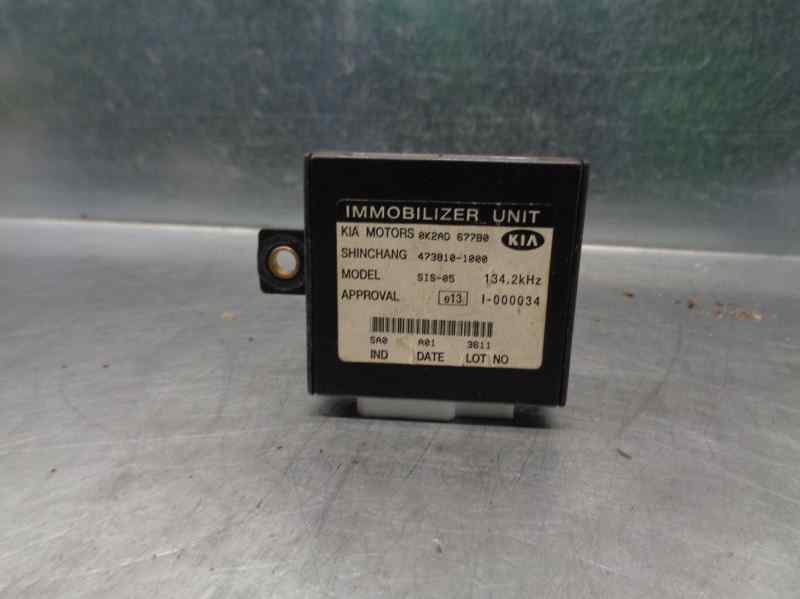 IMMOBILIZER UNIT
KIA MOTORS 0K2AD 677B0 KIA
SHINCHANG 473810-1000
MODEL SIS-05 134.2kHz
APPROVAL e13 I-000034
5A0 A01 3611
IND DATE LOT NO